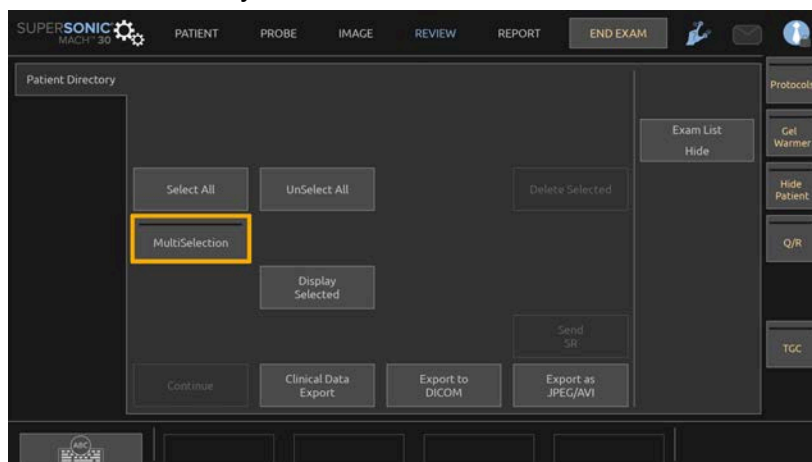 SUPERSONIC
MACH™ 30
PATIENT
PROBE
IMAGE
REVIEW
REPORT
END EXAM
Patient Directory
Protocols
Exam List
Hide
Gel
Warmer
Select All
UnSelect All
Delete Selected
Hide
Patient
MultiSelection
Q/R
Display
Selected
Send
SR
TGC
Continue
Clinical Data
Export
Export to
DICOM
Export as
JPEG/AVI
ABC